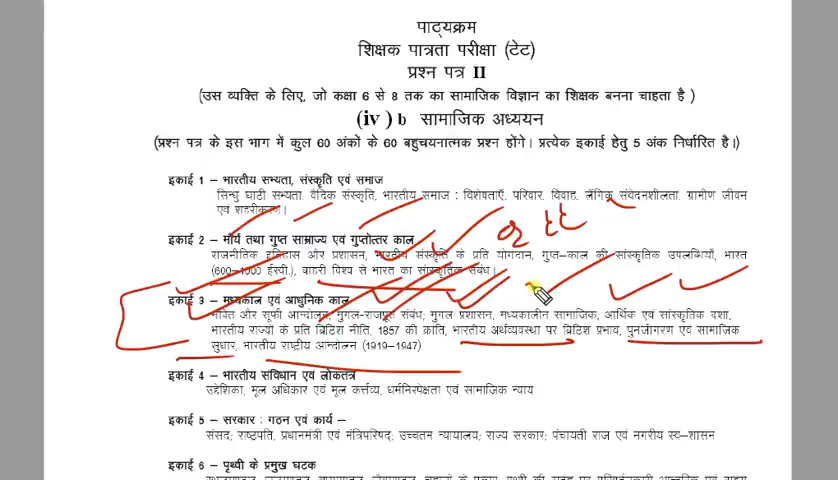 पाठ्यक्रम
शिक्षक पात्रता परीक्षा (टेट)
प्रश्न पत्र II
(उस व्यक्ति के लिए, जो कक्षा 6 से 8 तक का सामाजिक विज्ञान का शिक्षक बनना चाहता है )
(iv ) b सामाजिक अध्ययन
(प्रश्न पत्र के इस भाग में कुल 60 अंकों के 60 बहुचयनात्मक प्रश्न होंगे। प्रत्येक इकाई हेतु 5 अंक निर्धारित है।)
इकाई 1 – भारतीय सभ्यता, संस्कृति एवं समाज
सिन्धु घाटी सभ्यता, वैदिक संस्कृति, भारतीय समाज : विशेषताएँ, परिवार, विवाह, लैंगिक संवेदनशीलता, ग्रामीण जीवन
एवं शहरीकरण।
इकाई 2 – मौर्य तथा गुप्त साम्राज्य एवं गुप्तोत्तर काल
राजनीतिक इतिहास और प्रशासन, भारतीय संस्कृति के प्रति योगदान, गुप्त–काल की सांस्कृतिक उपलब्धियाँ, भारत
(600–1000 ईस्वी), बाहरी विश्व से भारत का सांस्कृतिक संबंध।
इकाई 3 – मध्यकाल एवं आधुनिक काल
भक्ति और सूफी आन्दोलन, मुगल-राजपूत संबंध; मुगल प्रशासन, मध्यकालीन सामाजिक, आर्थिक एवं सांस्कृतिक दशा,
भारतीय राज्यों के प्रति ब्रिटिश नीति, 1857 की क्रांति, भारतीय अर्थव्यवस्था पर ब्रिटिश प्रभाव, पुनर्जागरण एवं सामाजिक
सुधार, भारतीय राष्ट्रीय आन्दोलन (1919–1947)
इकाई 4 – भारतीय संविधान एवं लोकतंत्र
उद्देशिका, मूल अधिकार एवं मूल कर्त्तव्य, धर्मनिरपेक्षता एवं सामाजिक न्याय
इकाई 5 – सरकार : गठन एवं कार्य –
संसद; राष्टपति, प्रधानमंत्री एवं मंत्रिपरिषद; उच्चतम न्यायालय; राज्य सरकार; पंचायती राज एवं नगरीय स्व–शासन
इकाई 6 – पृथ्वी के प्रमुख घटक